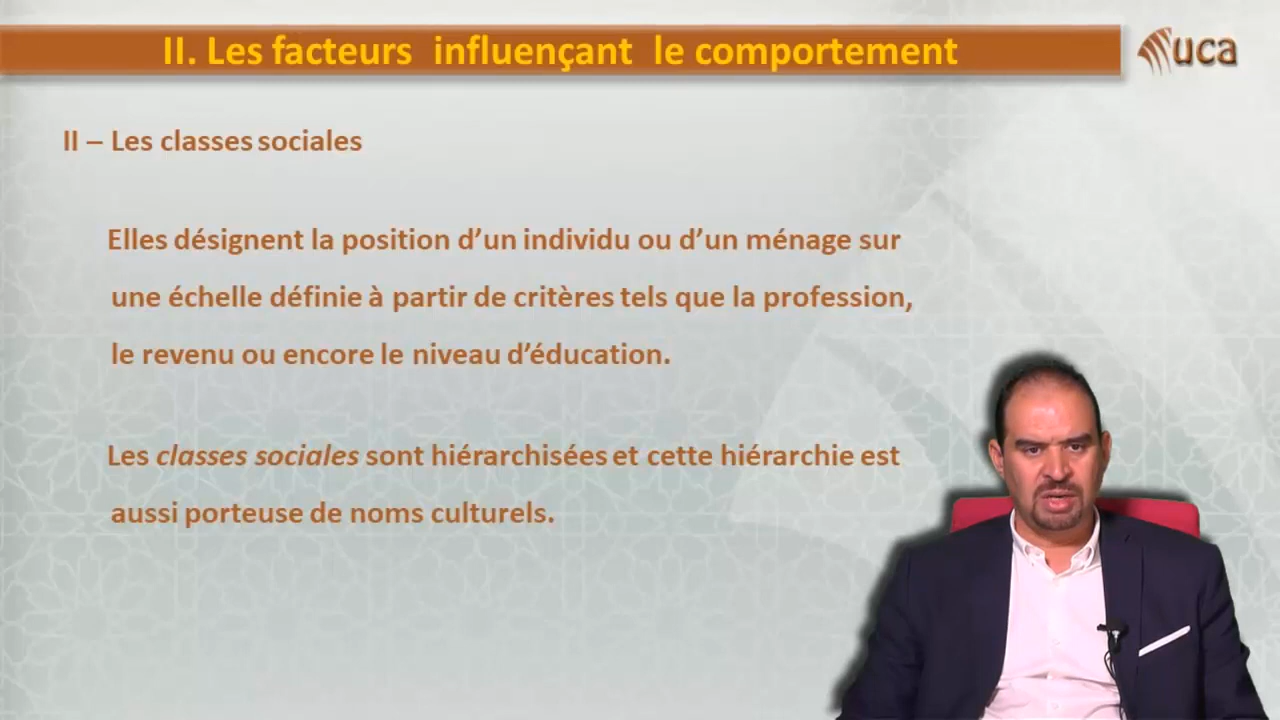 II. Les facteurs influençant le comportement
uca
II – Les classes sociales
Elles désignent la position d’un individu ou d’un ménage sur
une échelle définie à partir de critères tels que la profession,
le revenu ou encore le niveau d’éducation.
Les classes sociales sont hiérarchisées et cette hiérarchie est
aussi porteuse de noms culturels.